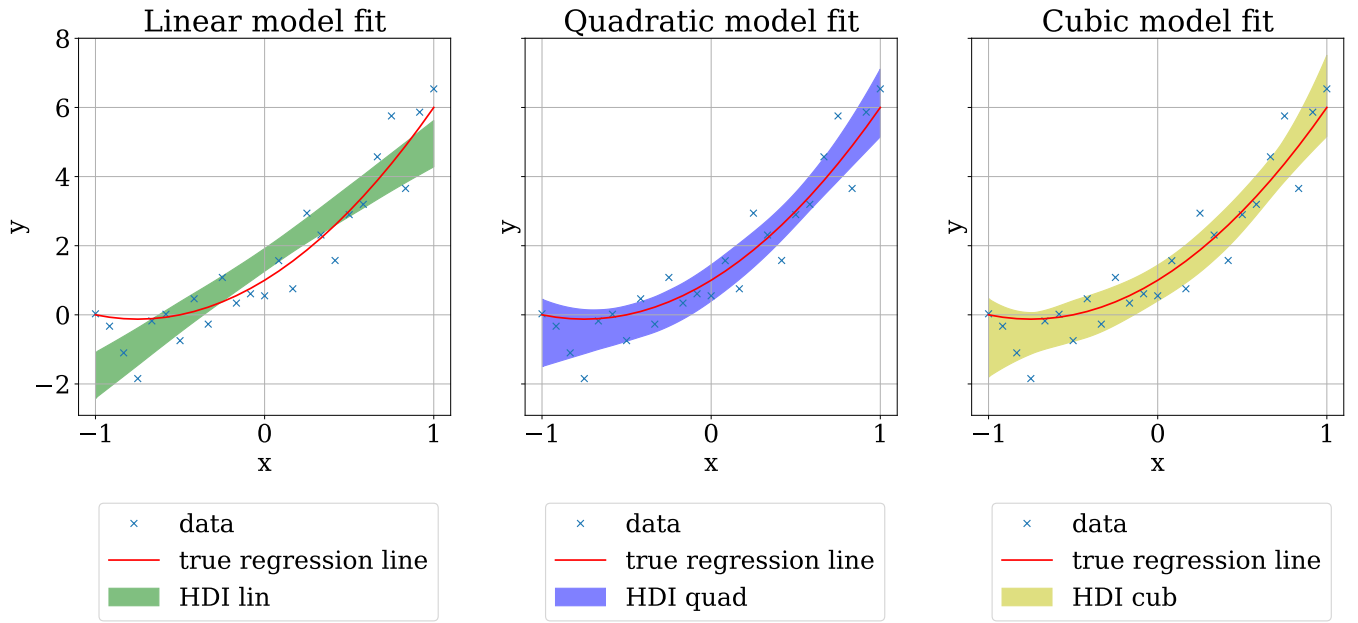 Linear model fit
Quadratic model fit
Cubic model fit
8
6
4
2
0
−2
y
y
y
−1
0
1
−1
0
1
−1
0
1
x
x
x
data
true regression line
HDI lin
data
true regression line
HDI quad
data
true regression line
HDI cub